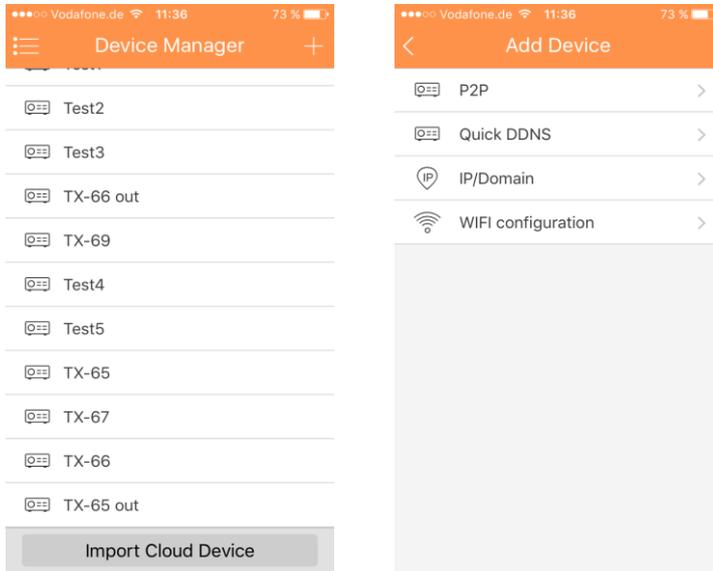 Vodafone.de 11:36 73 %
Device Manager
Test2
Test3
TX-66 out
TX-69
Test4
Test5
TX-65
TX-67
TX-66
TX-65 out
Import Cloud Device
Vodafone.de 11:36 73 %
Add Device
P2P
Quick DDNS
IP IP/Domain
WIFI configuration